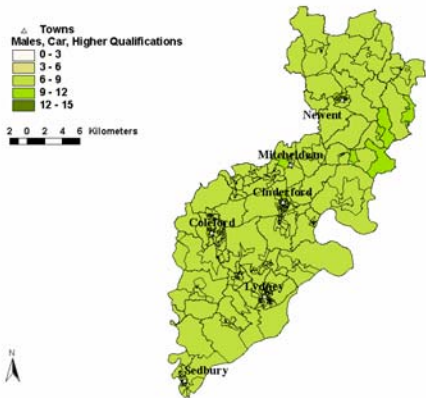 Towns
Males, Car, Higher Qualifications
0 - 3
3 - 6
6 - 9
9 - 12
12 - 15
2 0 2 4 6 Kilometers
Newent
Mitcheldean
Cinderford
Coleford
Lydney
Sedbury
N